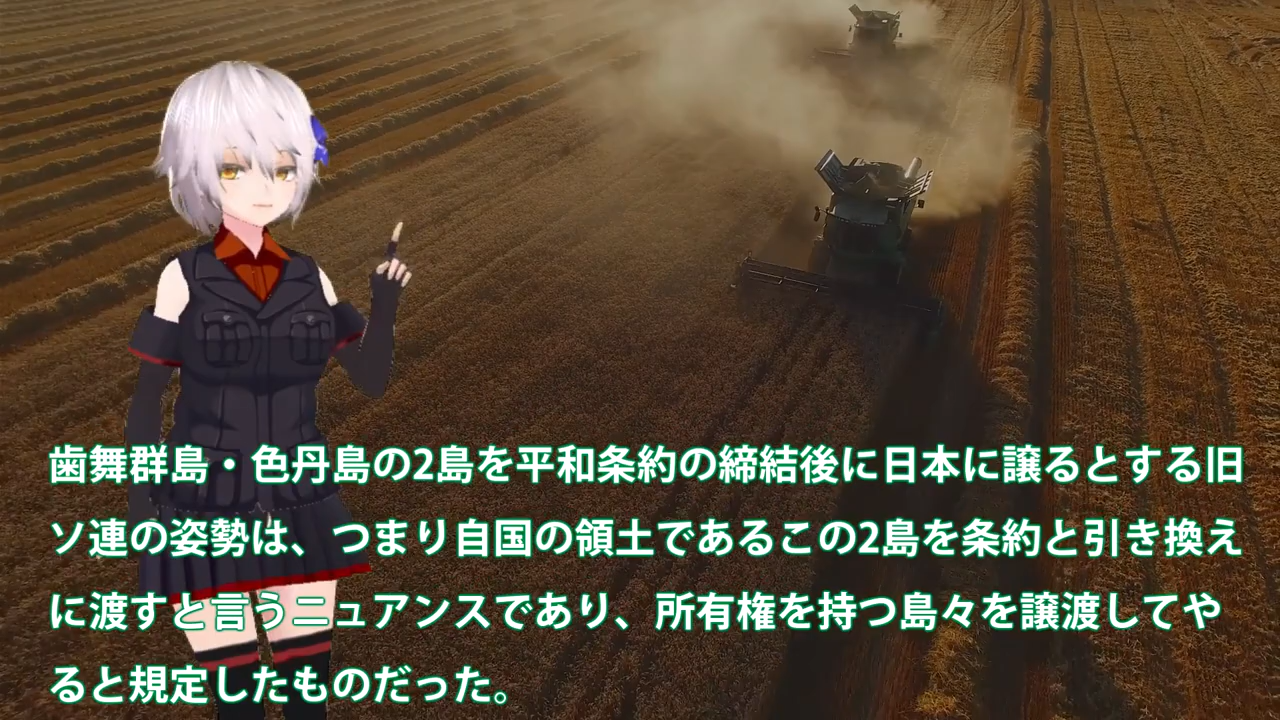 歯舞群島・色丹島の2島を平和条約の締結後に日本に譲るとする旧
ソ連の姿勢は、つまり自国の領土であるこの2島を条約と引き換え
に渡すと言うニュアンスであり、所有権を持つ島々を譲渡してや
ると規定したものだった。